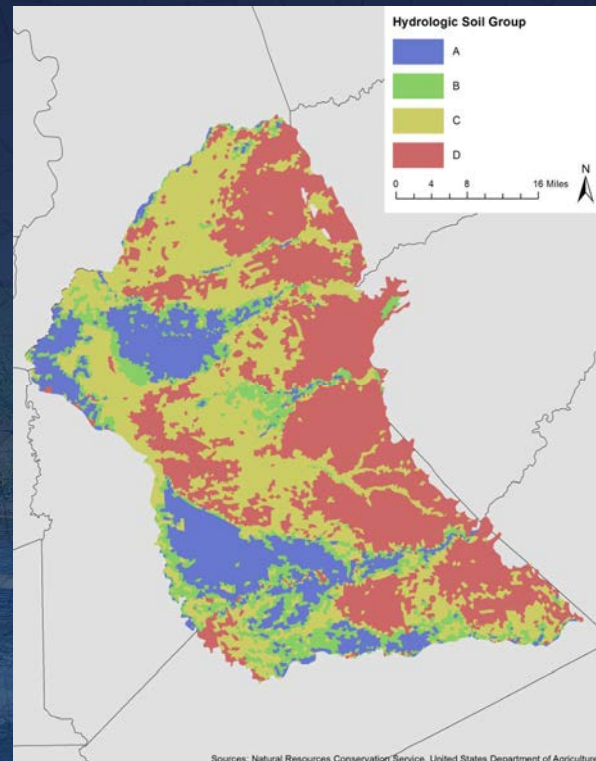 Hydrologic Soil Group
A
B
C
D
N
0 4 8 16 Miles
Sources: Natural Resources Conservation Service, United States Department of Agriculture